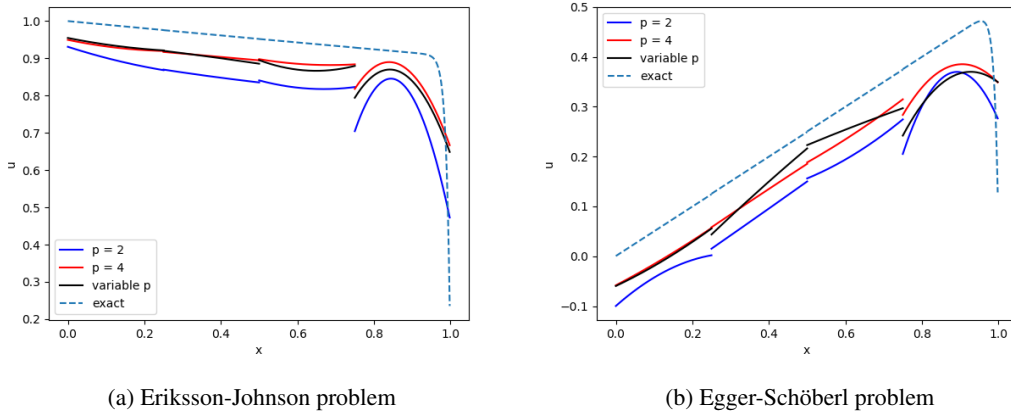 1.0
0.9
0.8
0.7
u
0.6
0.5
0.4
0.3
0.2
p = 2
p = 4
variable p
exact
0.0 0.2 0.4 0.6 0.8 1.0
x
(a) Eriksson-Johnson problem
0.5
0.4
0.3
0.2
u
0.1
0.0
−0.1
p = 2
p = 4
variable p
exact
0.0 0.2 0.4 0.6 0.8 1.0
x
(b) Egger-Schöberl problem